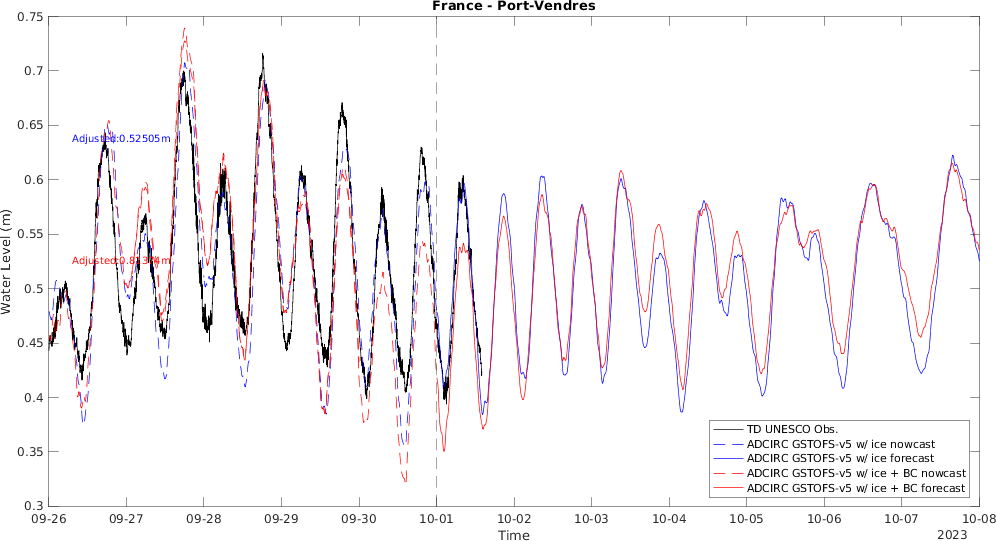 France - Port-Vendres
Water Level (m)
0.75
0.7
0.65
0.6
0.55
0.5
0.45
0.4
0.35
0.3
Adjusted:0.52505m
TD UNESCO Obs.
ADCIRC GSTOFS-v5 w/ ice nowcast
ADCIRC GSTOFS-v5 w/ ice forecast
ADCIRC GSTOFS-v5 w/ ice + BC nowcast
ADCIRC GSTOFS-v5 w/ ice + BC forecast
09-26 09-27 09-28 09-29 09-30 10-01 10-02 10-03 10-04 10-05 10-06 10-07 10-08
Time
2023